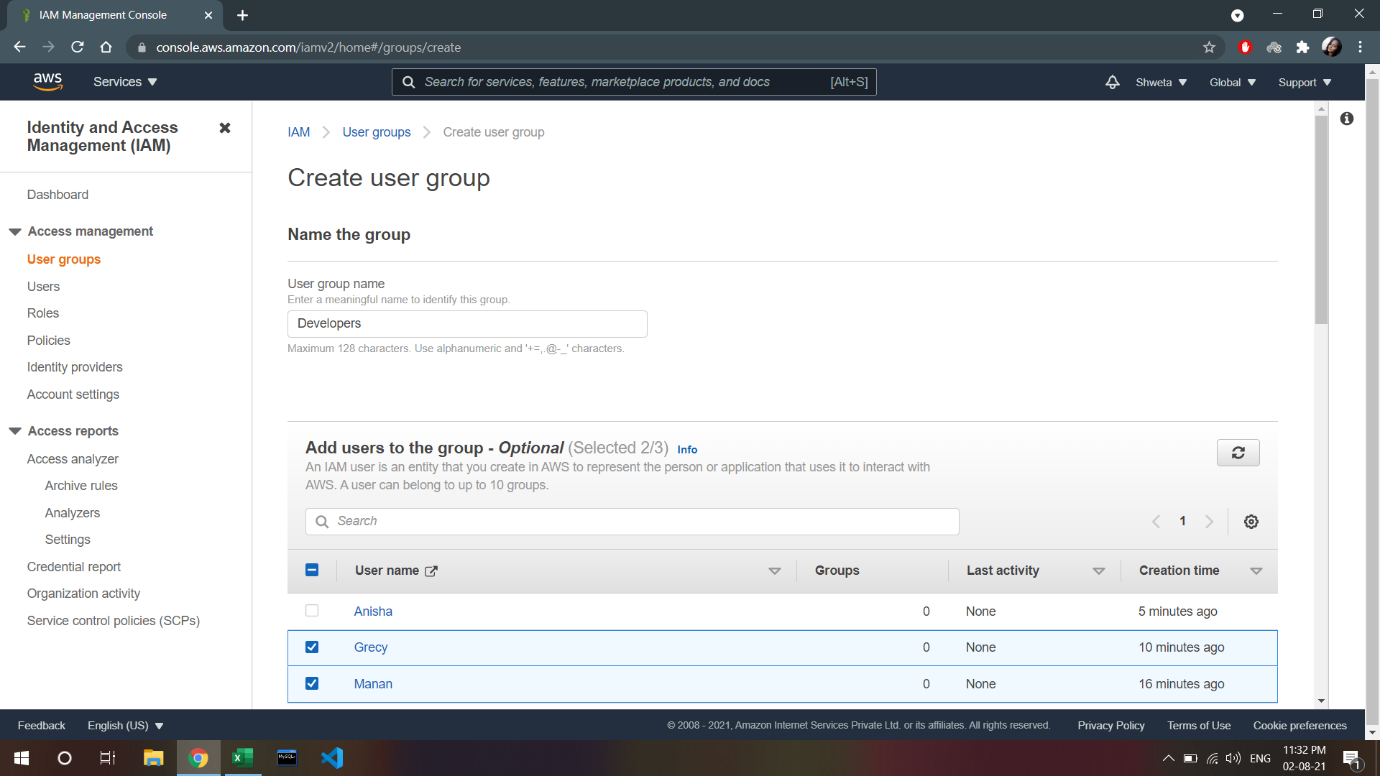 IAM Management Console
console.aws.amazon.com/iamv2/home#/groups/create
aws
Services
Search for services, features, marketplace products, and docs
[Alt+S]
Shweta
Global
Support
Identity and Access
Management (IAM)
Dashboard
Access management
User groups
Users
Roles
Policies
Identity providers
Account settings
Access reports
Access analyzer
Archive rules
Analyzers
Settings
Credential report
Organization activity
Service control policies (SCPs)
IAM > User groups > Create user group
Create user group
Name the group
User group name
Enter a meaningful name to identify this group.
Developers
Maximum 128 characters. Use alphanumeric and '+=,.@-_' characters.
Add users to the group - Optional (Selected 2/3) Info
An IAM user is an entity that you create in AWS to represent the person or application that uses it to interact with
AWS. A user can belong to up to 10 groups.
Search
1
User name Groups Last activity Creation time
Anisha 0 None 5 minutes ago
Grecy 0 None 10 minutes ago
Manan 0 None 16 minutes ago
Feedback English (US) © 2008 - 2021, Amazon Internet Services Private Ltd. or its affiliates. All rights reserved. Privacy Policy Terms of Use Cookie preferences
MySQL
ENG
11:32 PM
02-08-21
1